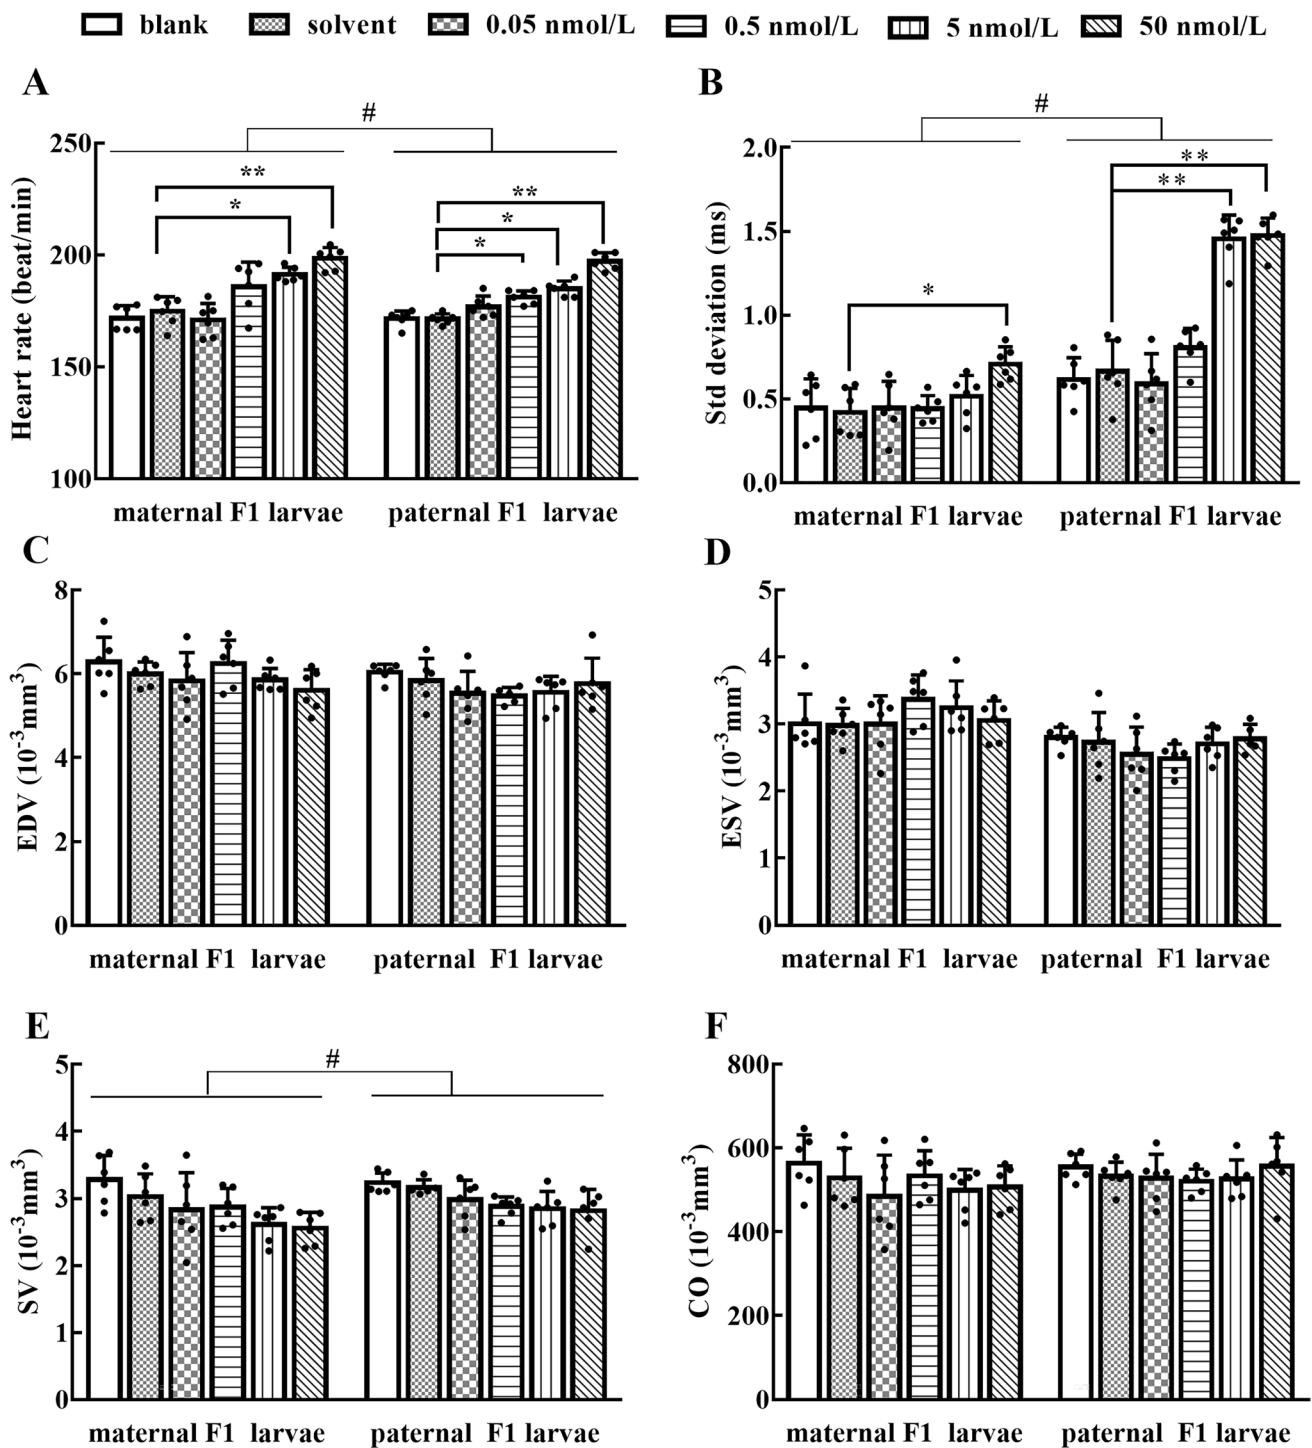 blank solvent 0.05 nmol/L 0.5 nmol/L 5 nmol/L 50 nmol/L
A
#
**
*
**
*
*
Heart rate (beat/min)
250
200
150
100
maternal F1 larvae paternal F1 larvae
B
#
**
**
*
Std deviation (ms)
2.0
1.5
1.0
0.5
0.0
maternal F1 larvae paternal F1 larvae
C
EDV (10⁻³mm³)
8
6
4
2
0
maternal F1 larvae paternal F1 larvae
D
ESV (10⁻³mm³)
5
4
3
2
1
0
maternal F1 larvae paternal F1 larvae
E
#
SV (10⁻³mm³)
5
4
3
2
1
0
maternal F1 larvae paternal F1 larvae
F
CO (10⁻³mm³)
800
600
400
200
0
maternal F1 larvae paternal F1 larvae